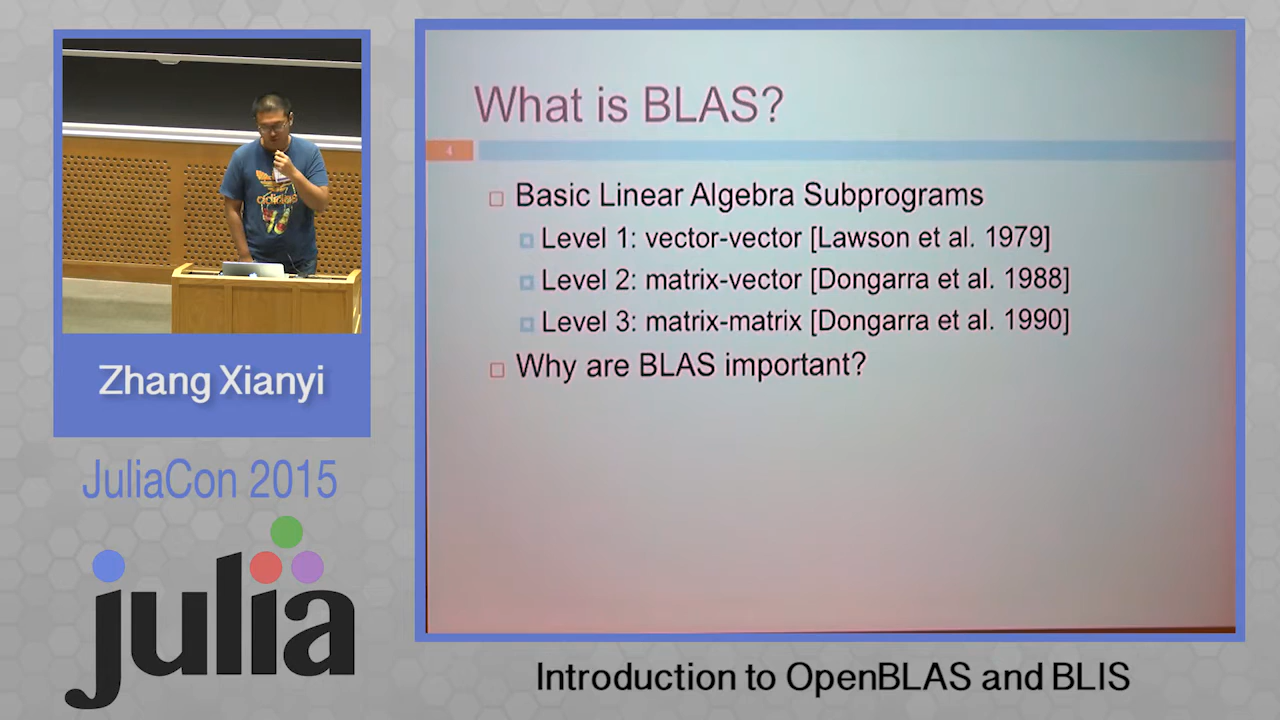 What is BLAS?
4
Basic Linear Algebra Subprograms
Level 1: vector-vector [Lawson et al. 1979]
Level 2: matrix-vector [Dongarra et al. 1988]
Level 3: matrix-matrix [Dongarra et al. 1990]
Why are BLAS important?
adidas
Zhang Xianyi
JuliaCon 2015
julia
Introduction to OpenBLAS and BLIS